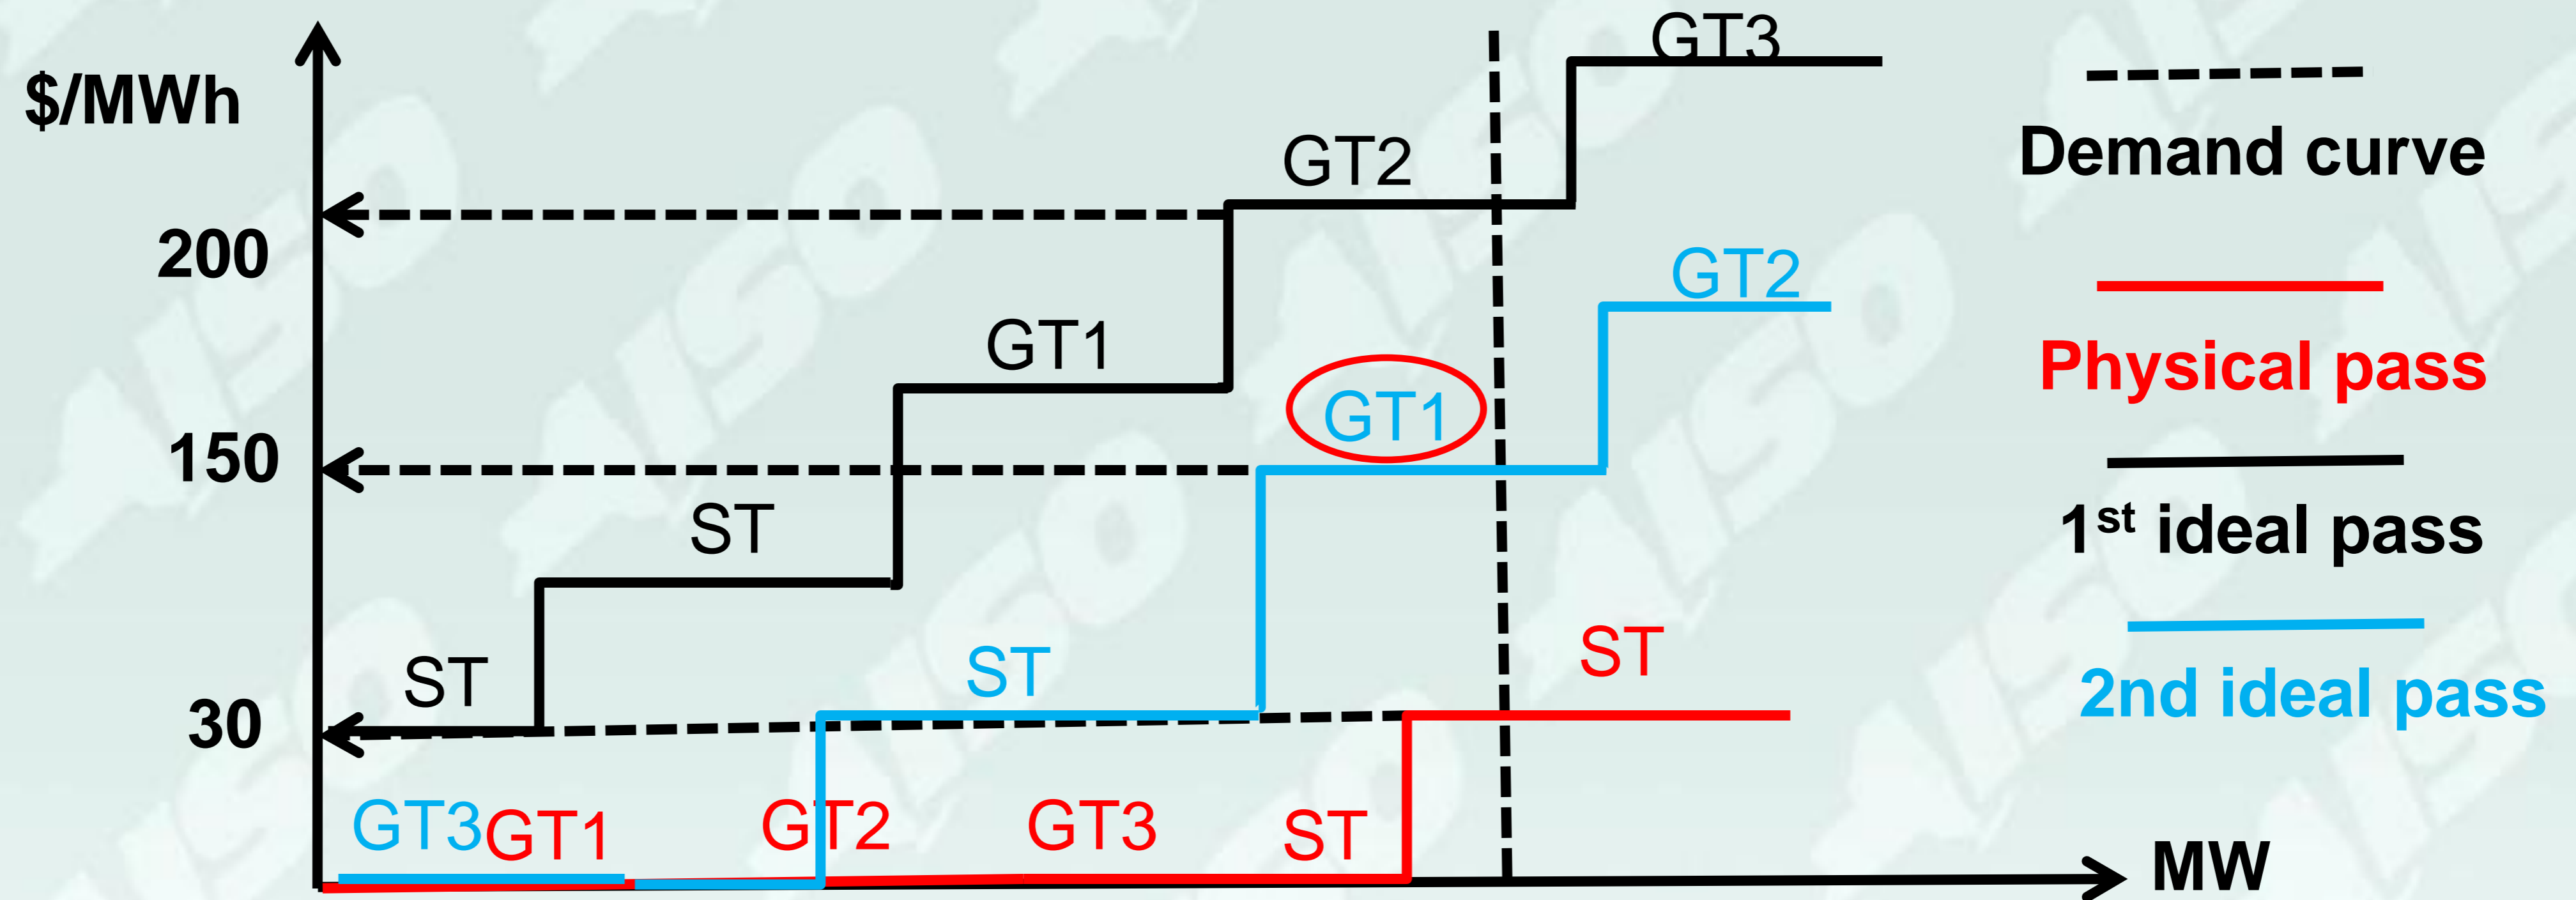 GT3
$/MWh
Demand curve
GT2
200
GT2
GT1
Physical pass
GT1
150
ST
1st ideal pass
ST
ST
ST
2nd ideal pass
30
GT3
GT1
GT2
GT3
ST
MW